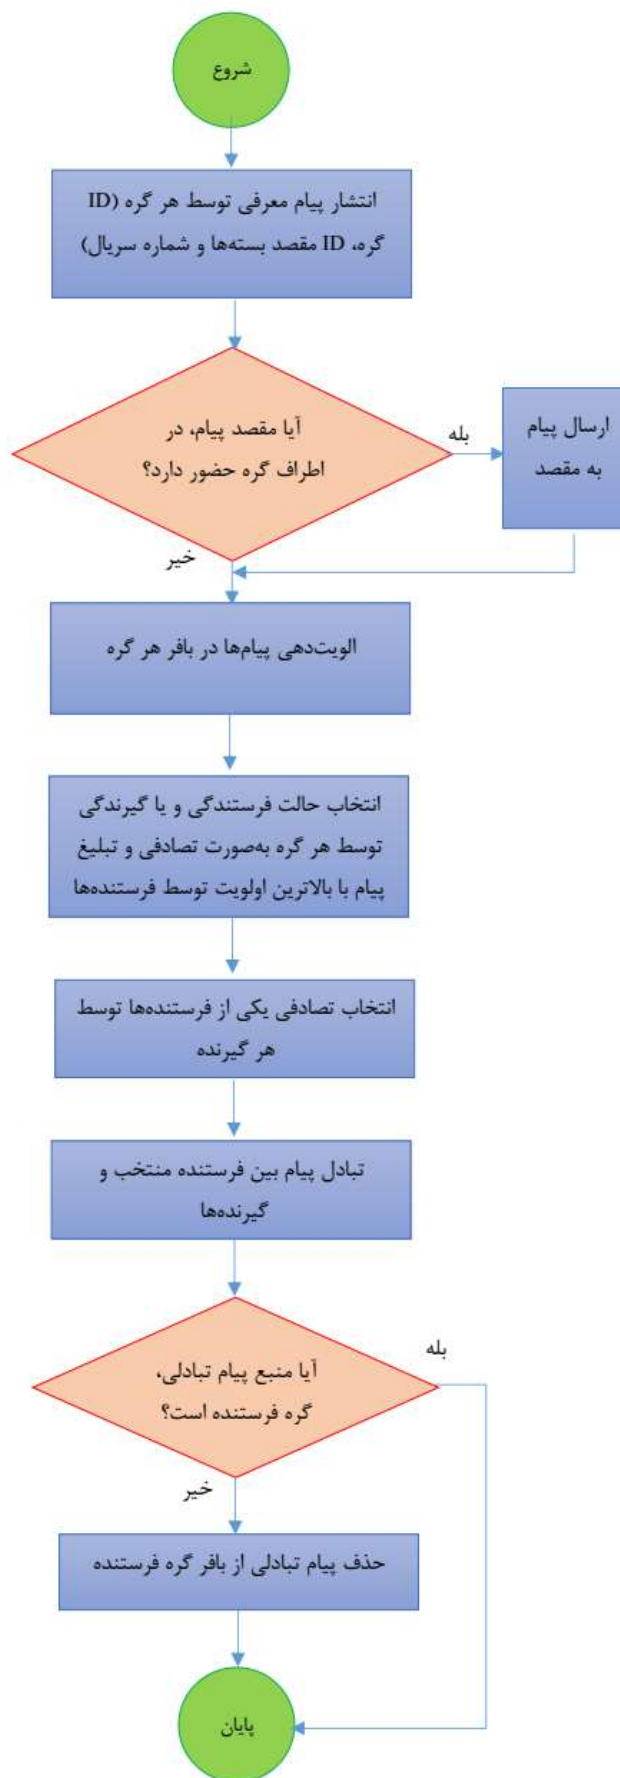 شروع
انتشار پیام معرفی توسط هر گره (ID
گره، ID مقصد بسته‌ها و شماره سریال)
آیا مقصد پیام، در
اطراف گره حضور دارد؟
بله
ارسال پیام
به مقصد
خیر
الویت‌دهی پیام‌ها در بافر هر گره
انتخاب حالت فرستندگی و یا گیرندگی
توسط هر گره به‌صورت تصادفی و تبلیغ
پیام با بالاترین اولویت توسط فرستنده‌ها
انتخاب تصادفی یکی از فرستنده‌ها توسط
هر گیرنده
تبادل پیام بین فرستنده منتخب و
گیرنده‌ها
آیا منبع پیام تبادلی،
گره فرستنده است؟
بله
خیر
حذف پیام تبادلی از بافر گره فرستنده
پایان